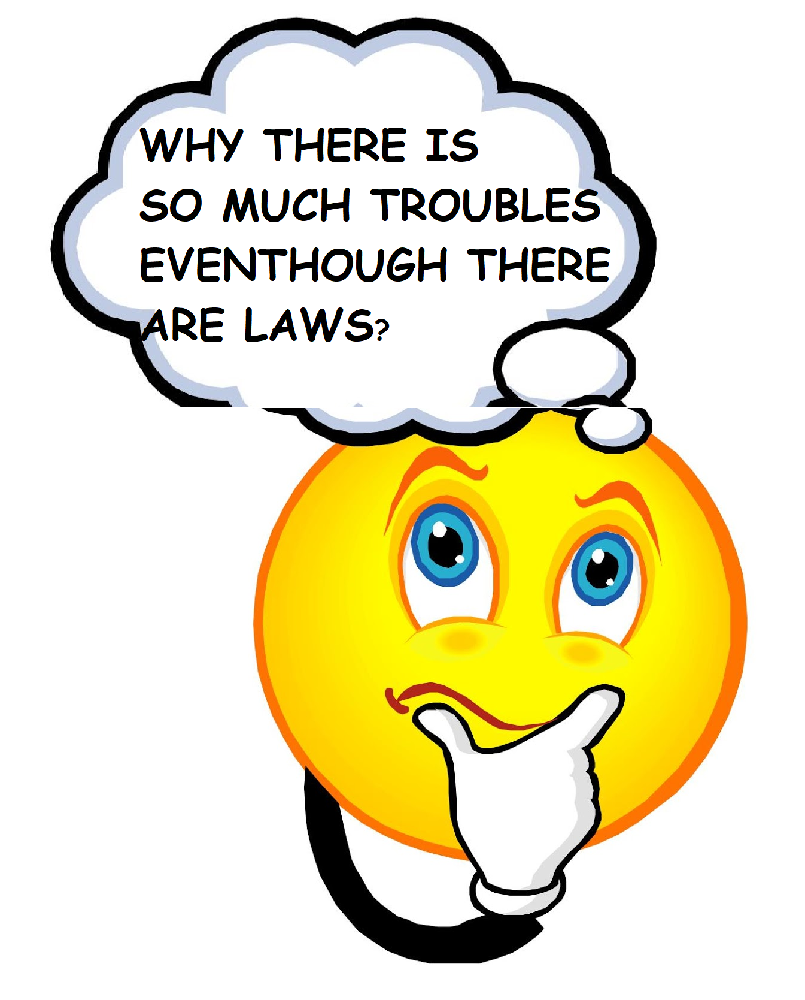 WHY THERE IS
SO MUCH TROUBLES
EVENTHOUGH THERE
ARE LAWS?